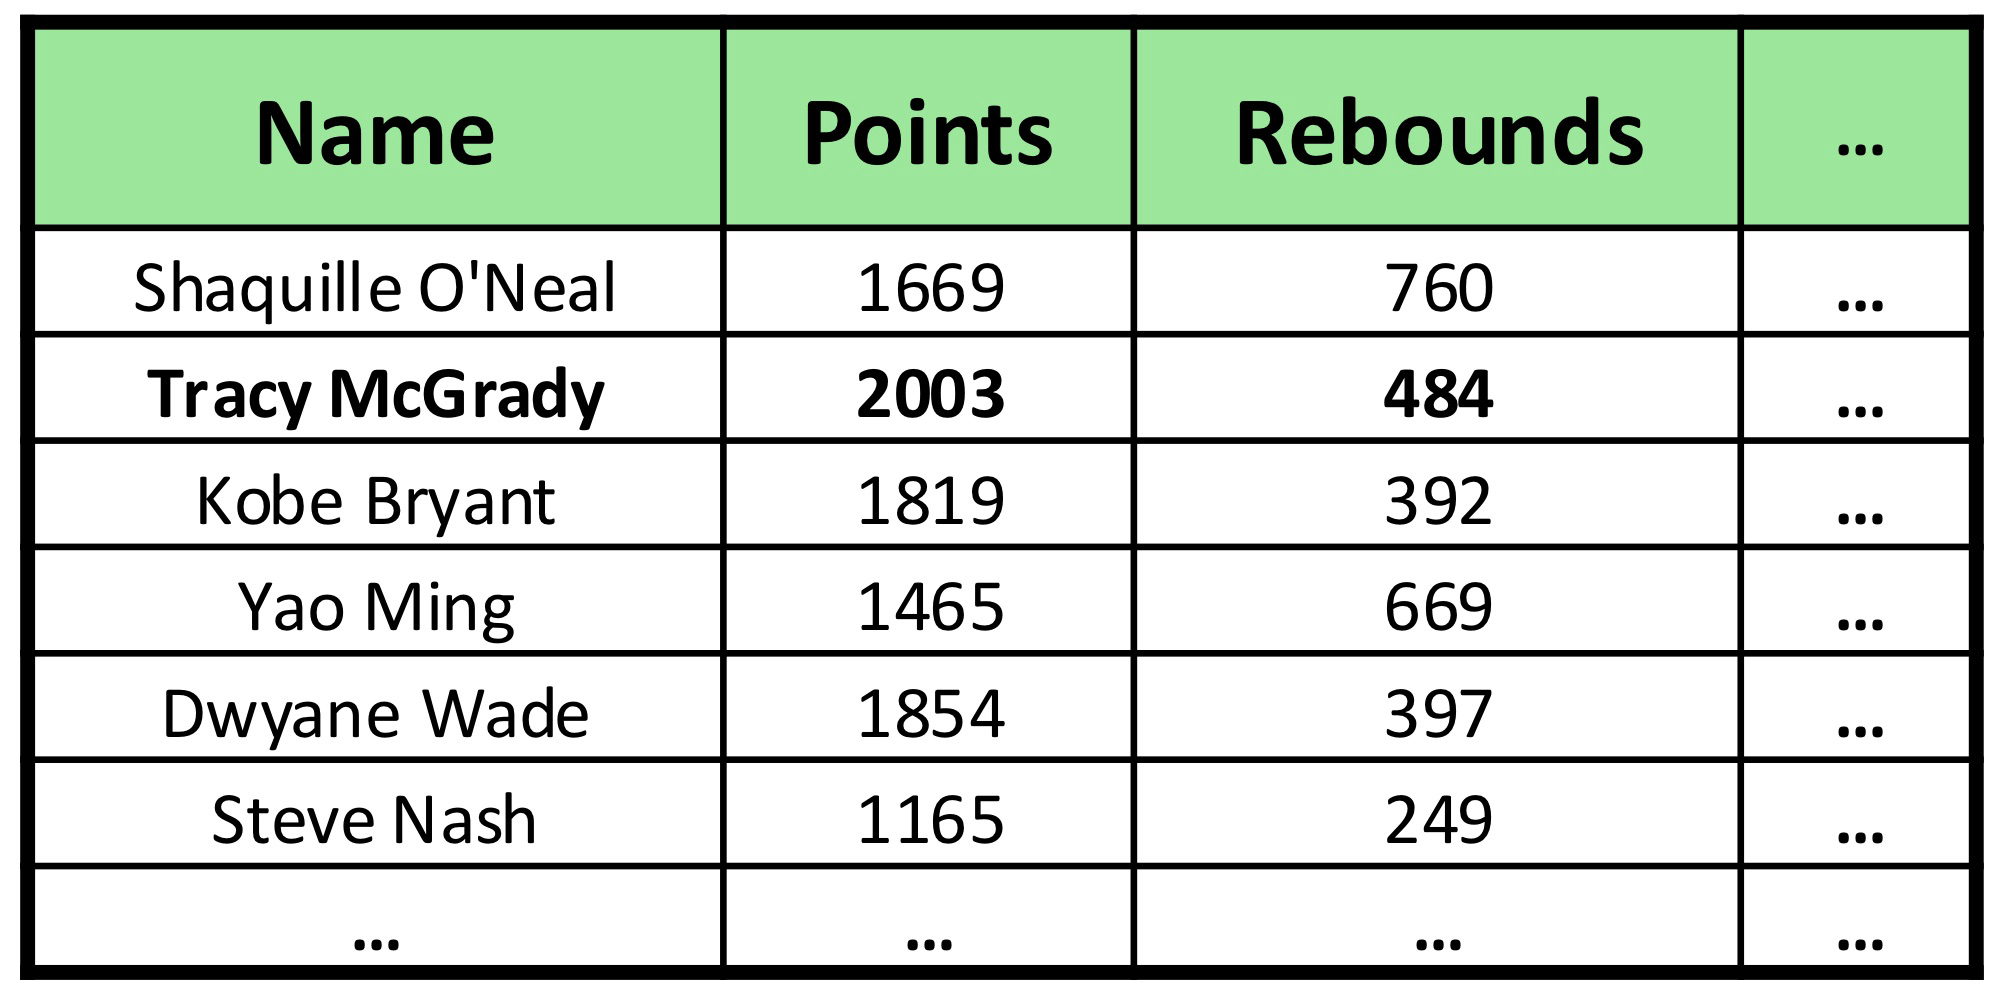 Name Points Rebounds ...
Shaquille O'Neal 1669 760 ...
Tracy McGrady 2003 484 ...
Kobe Bryant 1819 392 ...
Yao Ming 1465 669 ...
Dwyane Wade 1854 397 ...
Steve Nash 1165 249 ...
... ... ... ...